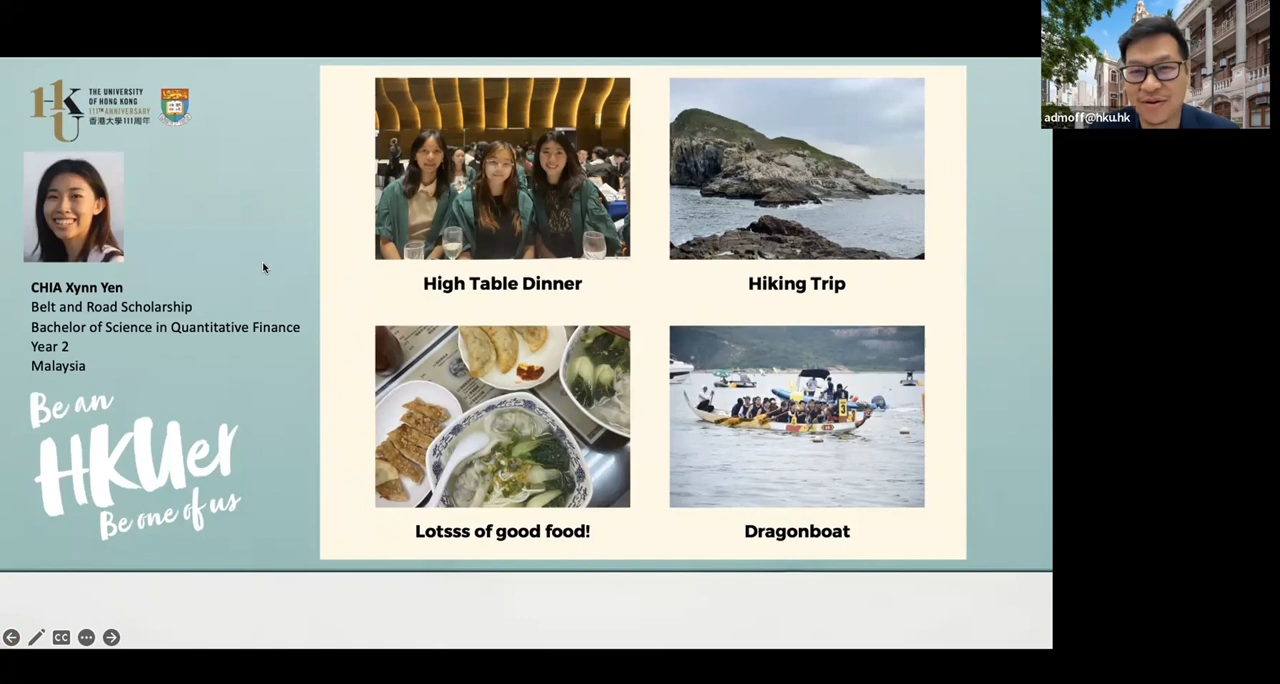 THE UNIVERSITY
OF HONG KONG
111TH ANNIVERSARY
香港大學111周年
HKU
CHIA Xynn Yen
Belt and Road Scholarship
Bachelor of Science in Quantitative Finance
Year 2
Malaysia
Be an
HKUer
Be one of us
High Table Dinner
Hiking Trip
Lotsss of good food!
Dragonboat
3
admoff@hku.hk
CC